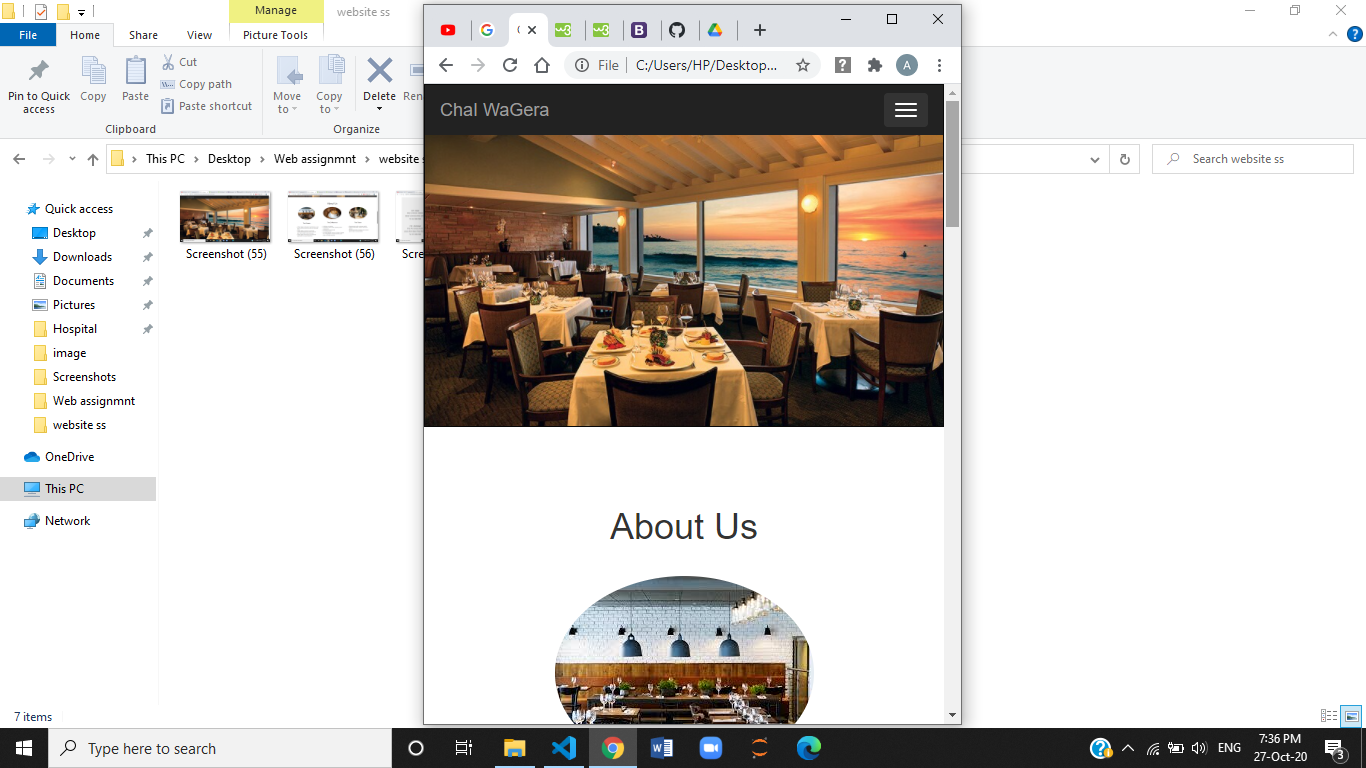 Manage
website ss
File
Home
Share
View
Picture Tools
Pin to Quick access
Copy
Paste
Cut
Copy path
Paste shortcut
Clipboard
Move to
Copy to
Delete
Organize
This PC
Desktop
Web assignmnt
website
Search website ss
Quick access
Desktop
Downloads
Documents
Pictures
Hospital
image
Screenshots
Web assignmnt
website ss
OneDrive
This PC
Network
Screenshot (55)
Screenshot (56)
7 items
File
C:/Users/HP/Desktop...
A
Chal WaGera
About Us
Type here to search
ENG
7:36 PM
27-Oct-20
3